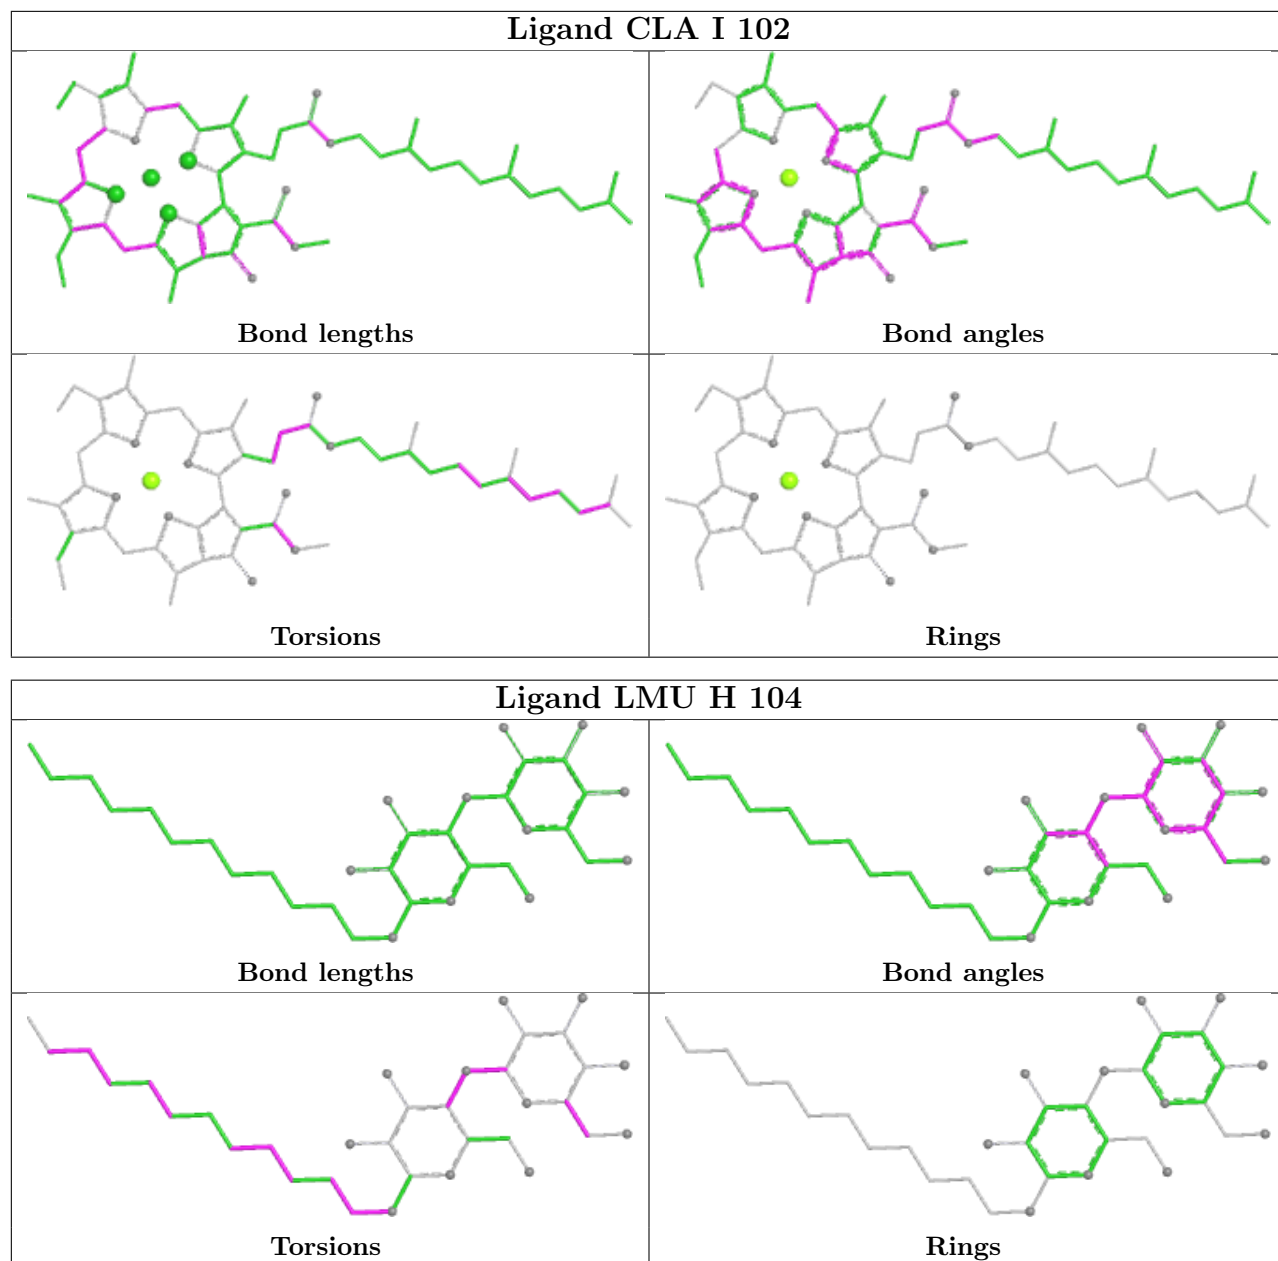 Ligand CLA I 102
Bond lengths
Bond angles
Torsions
Rings
Ligand LMU H 104
Bond lengths
Bond angles
Torsions
Rings